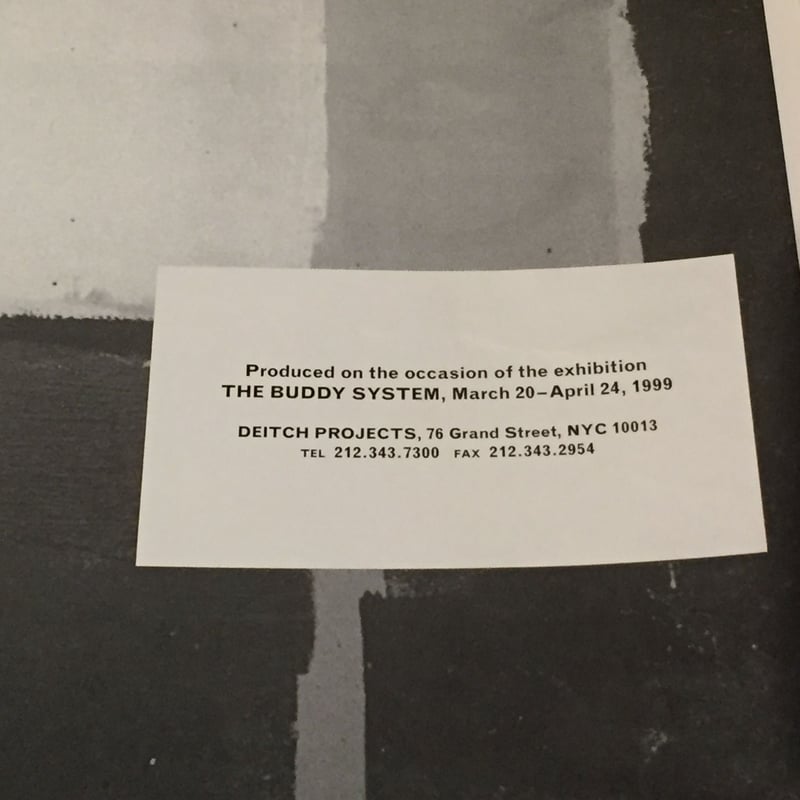 Produced on the occasion of the exhibition
THE BUDDY SYSTEM, March 20–April 24, 1999
DEITCH PROJECTS, 76 Grand Street, NYC 10013
TEL 212.343.7300 FAX 212.343.2954